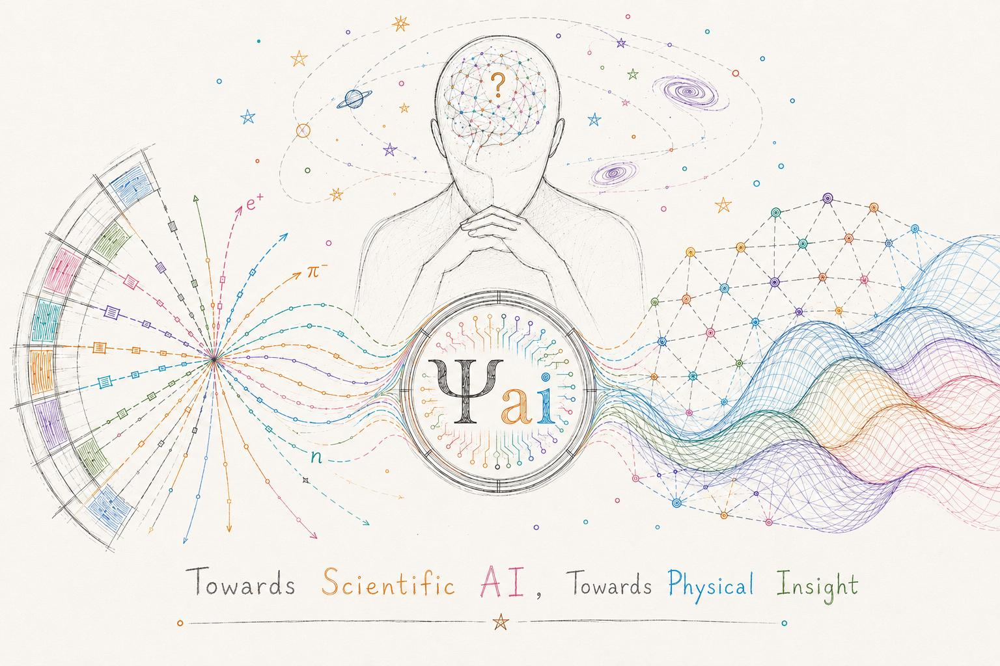 ?
e⁺
π⁻
Ψai
n
Towards Scientific AI, Towards Physical Insight